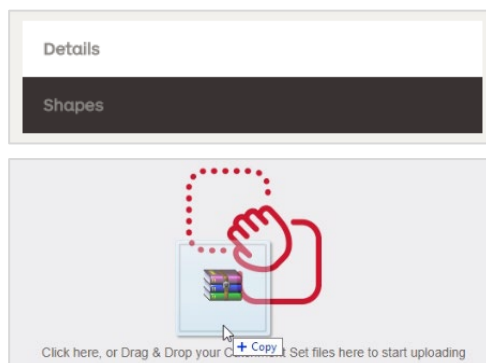 Details
Shapes
+ Copy
Click here, or Drag & Drop your Set files here to start uploading